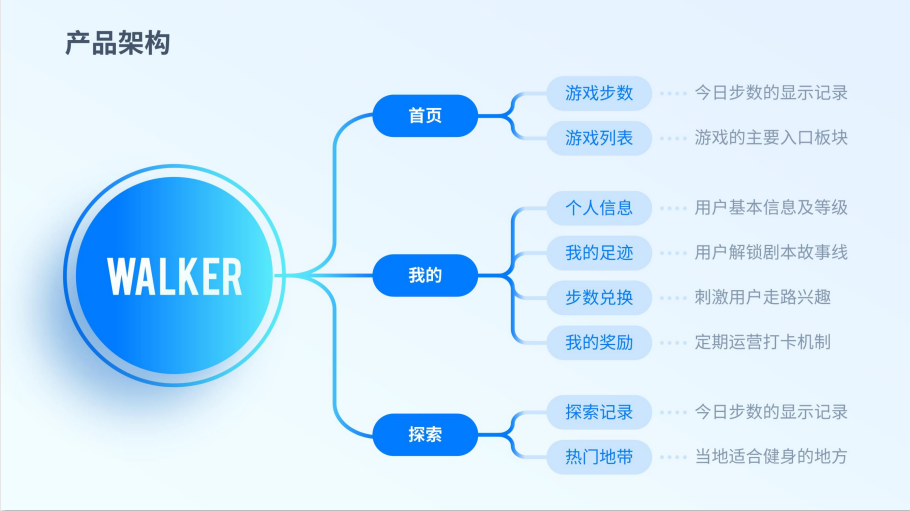 产品架构
WALKER
首页
游戏步数 今日步数的显示记录
游戏列表 游戏的主要入口板块
我的
个人信息 用户基本信息及等级
我的足迹 用户解锁剧本故事线
步数兑换 刺激用户走路兴趣
我的奖励 定期运营打卡机制
探索
探索记录 今日步数的显示记录
热门地带 当地适合健身的地方